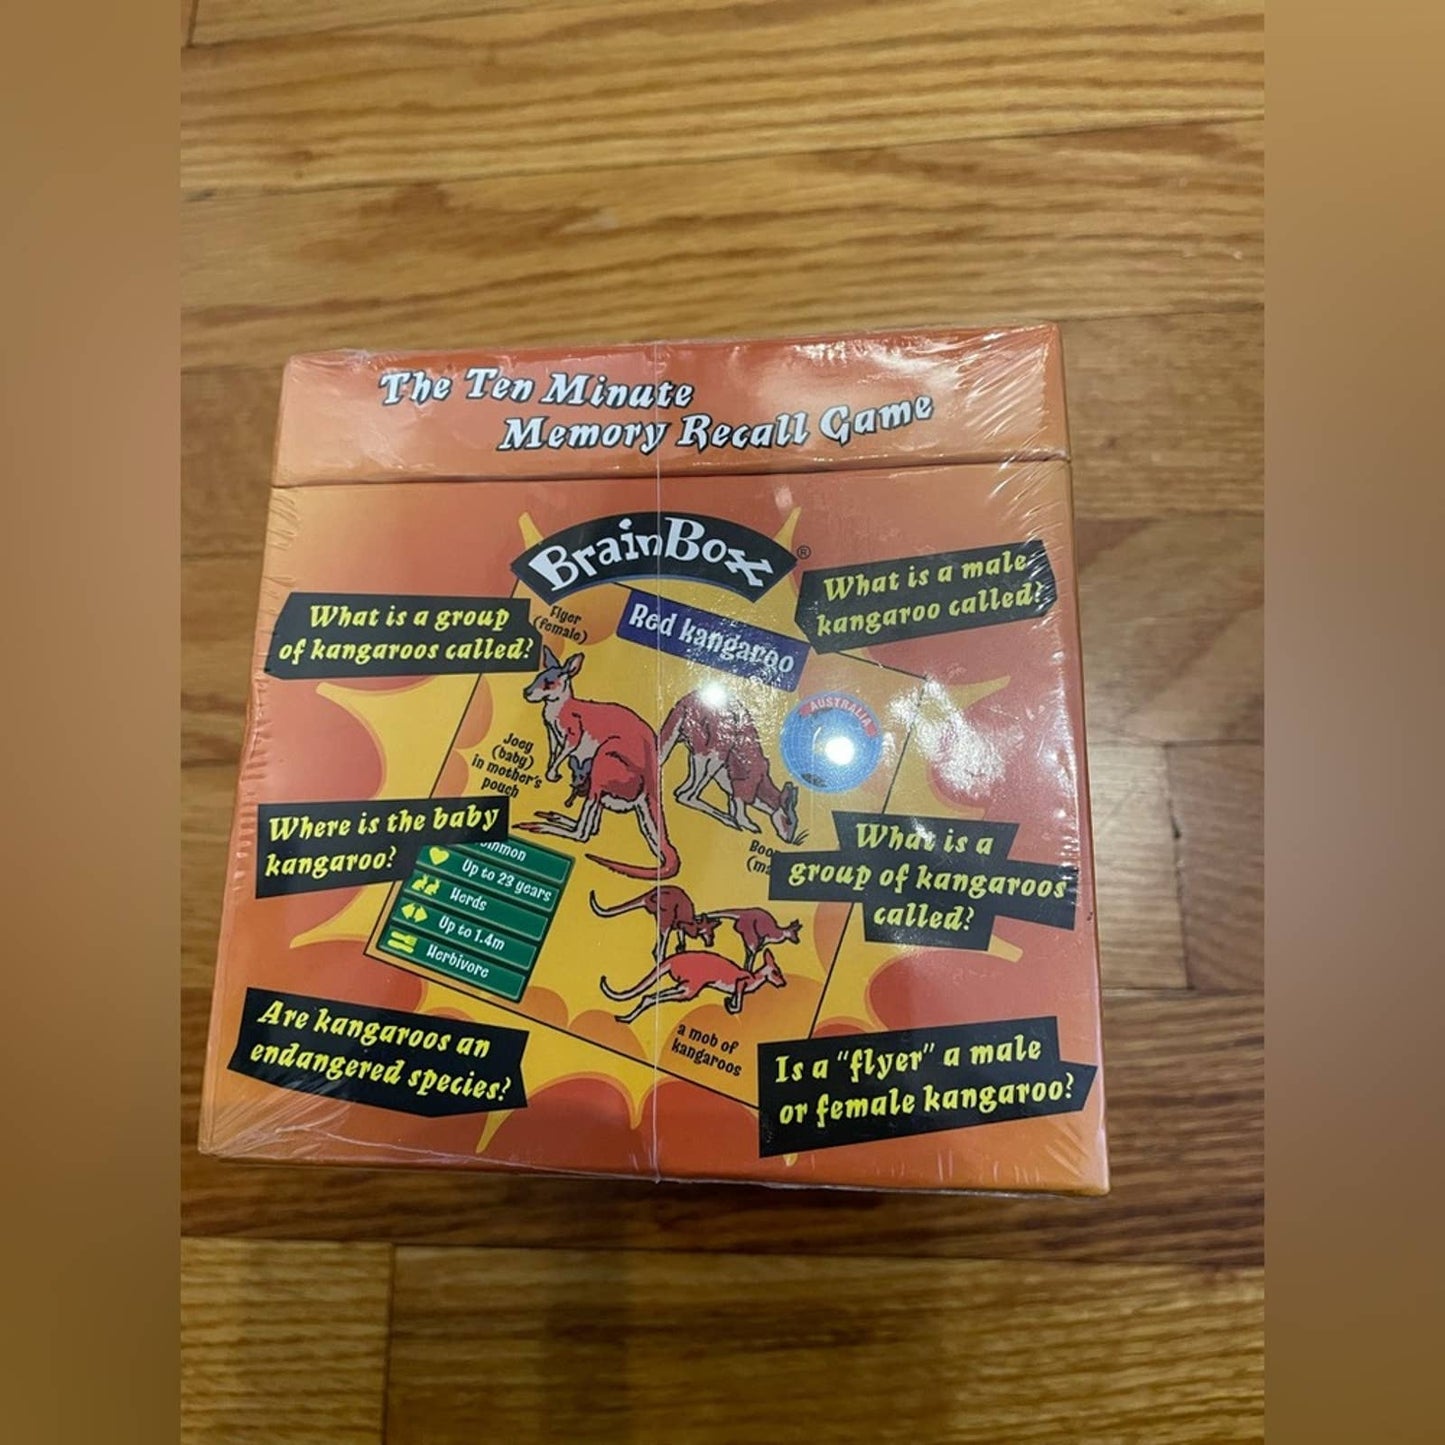 The Ten Minute
Memory Recall Game
BrainBox®
What is a group
of kangaroos called?
Flyer
(female)
Red kangaroo
What is a male
kangaroo called?
AUSTRALIA
Joey
(baby)
in mother's
pouch
Where is the baby
kangaroo?
Up to 23 years
Herds
Up to 1.4m
Herbivore
What is a
group of kangaroos
called?
Are kangaroos an
endangered species?
a mob of
kangaroos
Is a "flyer" a male
or female kangaroo?